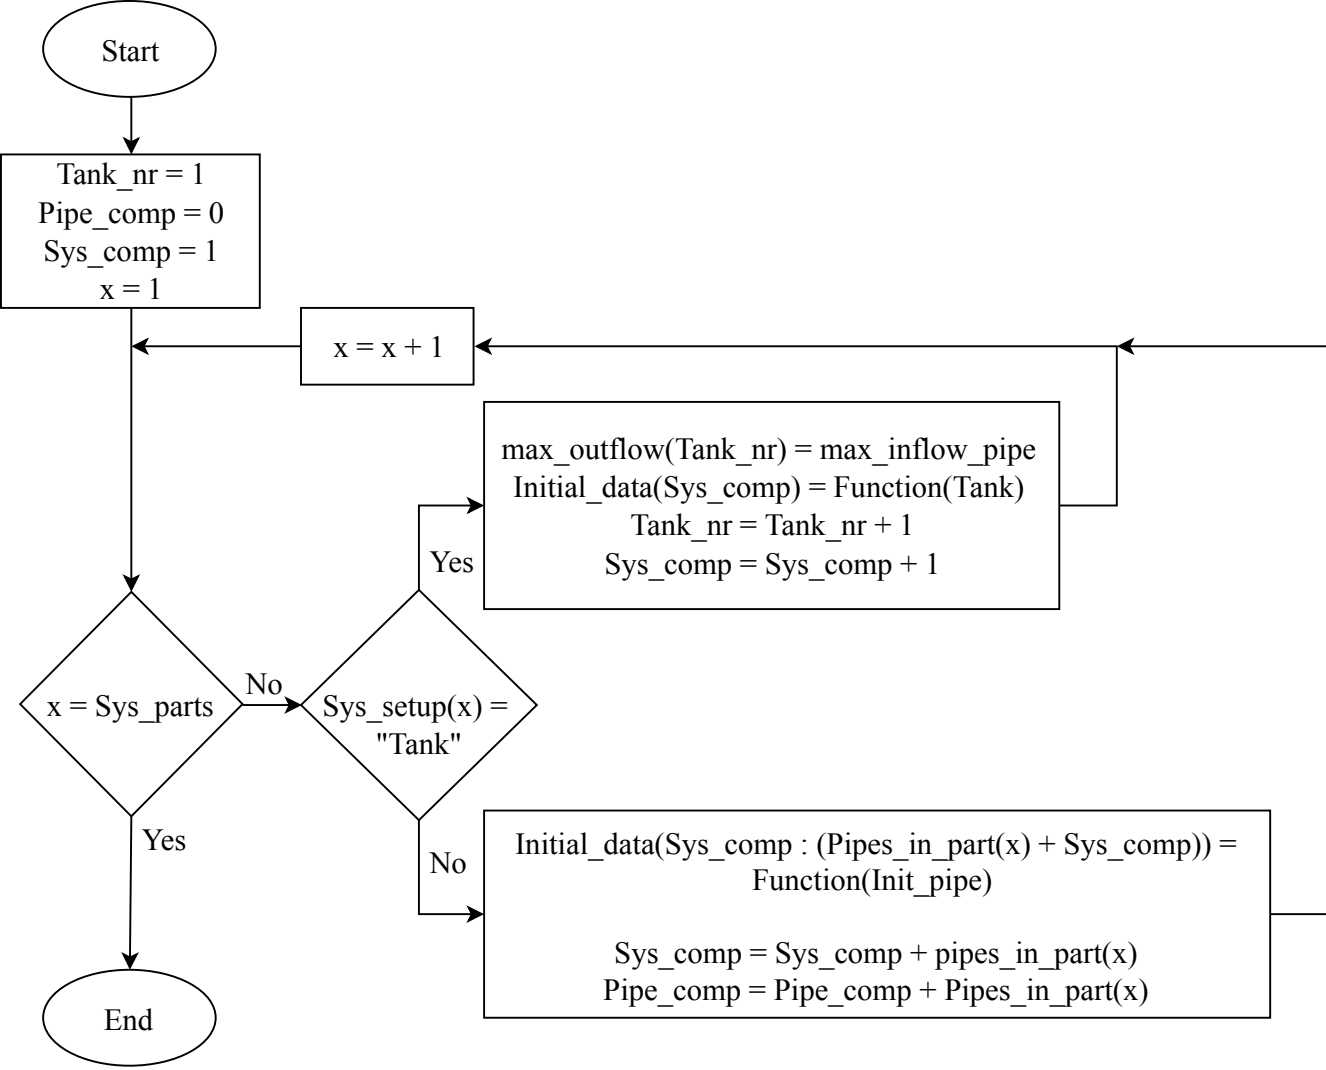 Start
Tank_nr = 1
Pipe_comp = 0
Sys_comp = 1
x = 1
x = x + 1
max_outflow(Tank_nr) = max_inflow_pipe
Initial_data(Sys_comp) = Function(Tank)
Tank_nr = Tank_nr + 1
Sys_comp = Sys_comp + 1
Yes
x = Sys_parts
No
Sys_setup(x) =
"Tank"
Yes
No
Initial_data(Sys_comp : (Pipes_in_part(x) + Sys_comp)) =
Function(Init_pipe)
Sys_comp = Sys_comp + pipes_in_part(x)
Pipe_comp = Pipe_comp + Pipes_in_part(x)
End